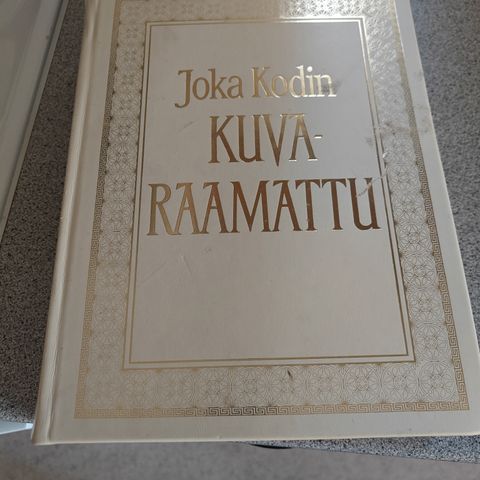 Joka Kodin
KUVA-
RAAMATTU